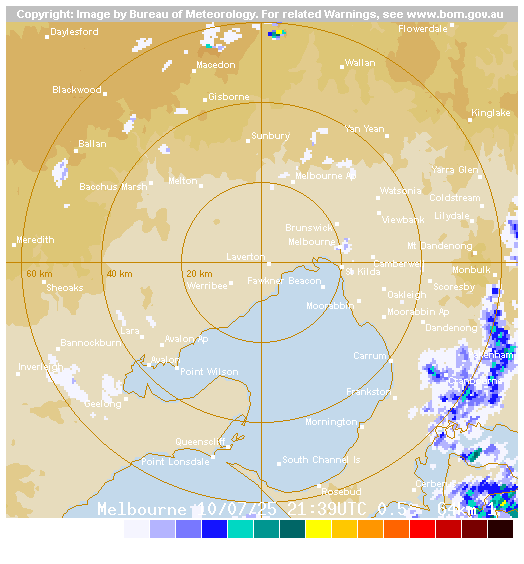 Copyright: Image by Bureau of Meteorology. For related Warnings, see www.bom.gov.au
Daylesford
Flowerdale
Macedon
Wallan
Blackwood
Gisborne
Kinglake
Sunbury
Yan Yean
Ballan
Bacchus Marsh
Melton
Melbourne Ap
Yarra Glen
Watsonia
Coldstream
Viewbank
Lilydale
Brunswick
Meredith
Melbourne
Mt Dandenong
Laverton
Camberwell
60 km
40 km
20 km
St Kilda
Monbulk
Sheoaks
Werribee
Fawkner Beacon
Scoresby
Oakleigh
Moorabbin
Moorabbin Ap
Lara
Dandenong
Bannockburn
Avalon Ap
Avalon
Carrum
Inverleigh
Point Wilson
Cranbourne
Frankston
Geelong
Mornington
Queenscliff
Point Lonsdale
South Channel Is
Rosebud
Cerber
Melbourne 10/07/25 21:39UTC